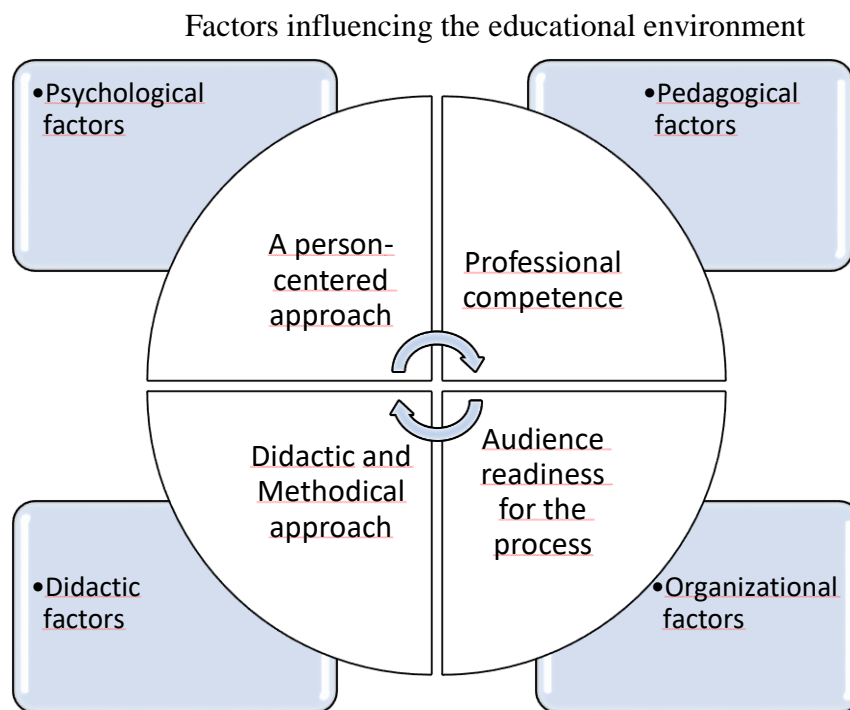 Factors influencing the educational environment
•Psychological
factors
•Pedagogical
factors
A person-
centered
approach
Professional
competence
Didactic and
Methodical
approach
Audience
readiness
for the
process
•Didactic
factors
•Organizational
factors